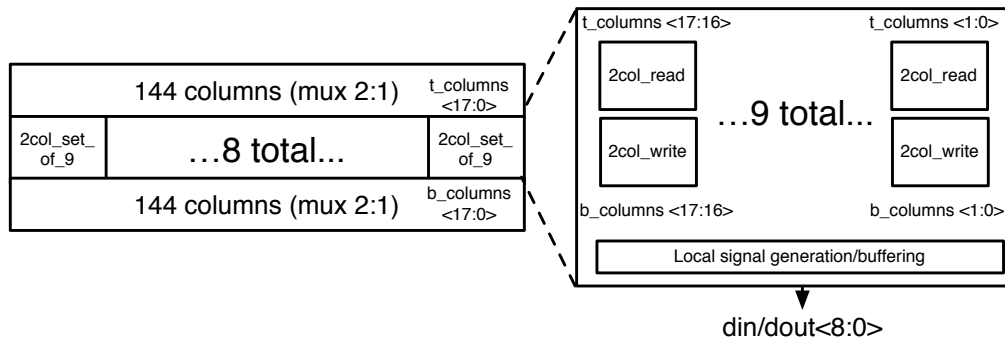 144 columns (mux 2:1)
t_columns
<17:0>
2col_set_
of_9
...8 total...
2col_set_
of_9
144 columns (mux 2:1)
b_columns
<17:0>
t_columns <17:16>
t_columns <1:0>
2col_read
2col_read
...9 total...
2col_write
2col_write
b_columns <17:16>
b_columns <1:0>
Local signal generation/buffering
din/dout<8:0>